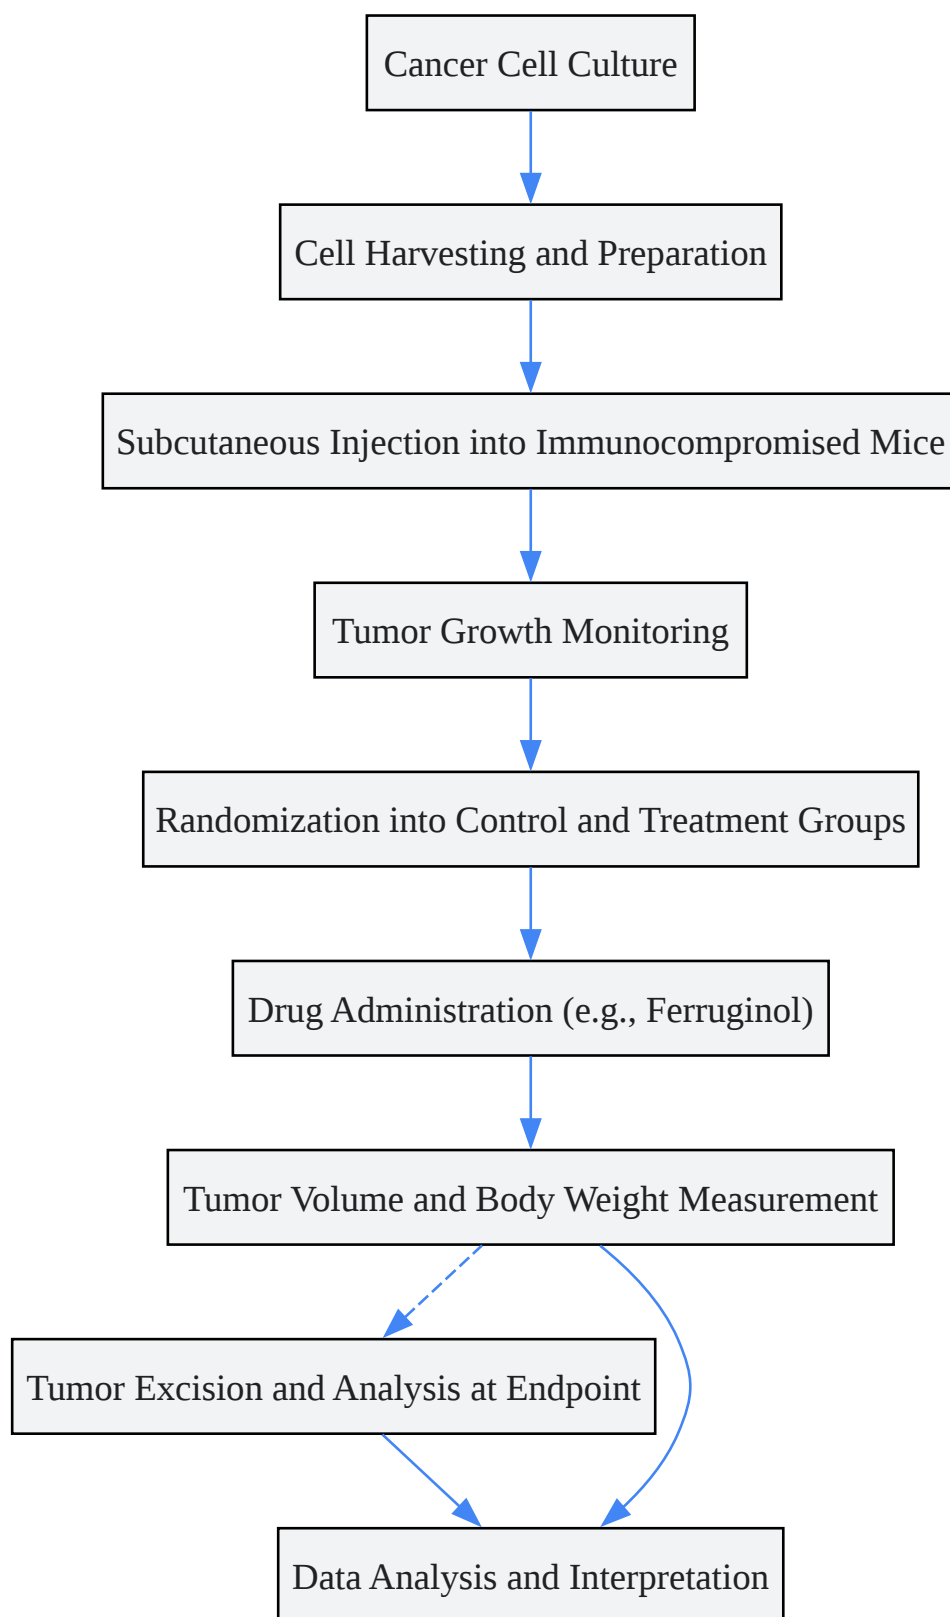 Cancer Cell Culture
Cell Harvesting and Preparation
Subcutaneous Injection into Immunocompromised Mice
Tumor Growth Monitoring
Randomization into Control and Treatment Groups
Drug Administration (e.g., Ferruginol)
Tumor Volume and Body Weight Measurement
Tumor Excision and Analysis at Endpoint
Data Analysis and Interpretation